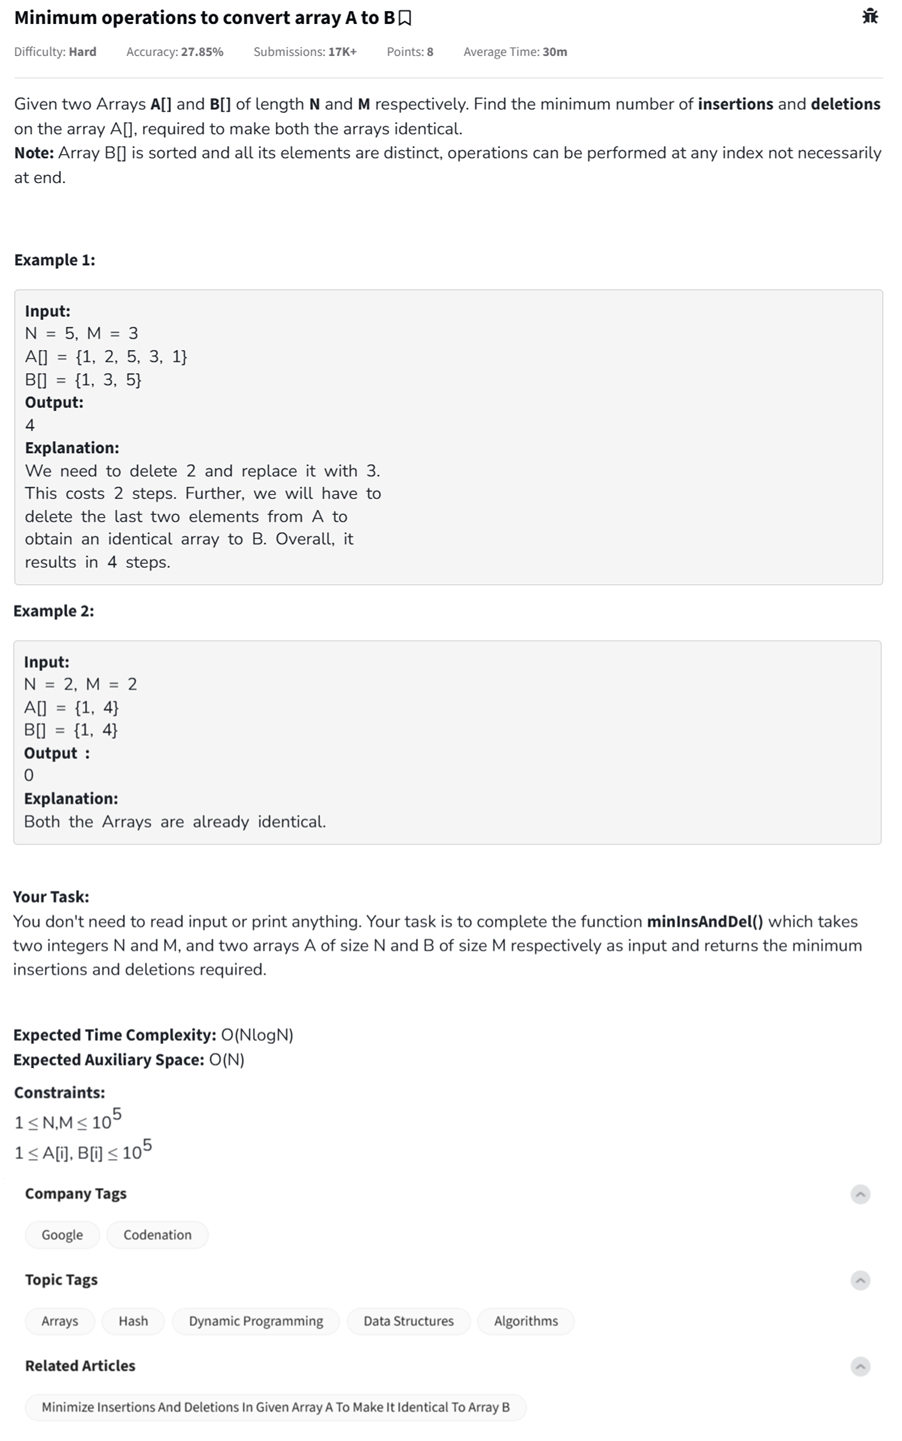 Minimum operations to convert array A to B
Difficulty: Hard Accuracy: 27.85% Submissions: 17K+ Points: 8 Average Time: 30m
Given two Arrays A[] and B[] of length N and M respectively. Find the minimum number of insertions and deletions
on the array A[], required to make both the arrays identical.
Note: Array B[] is sorted and all its elements are distinct, operations can be performed at any index not necessarily
at end.
Example 1:
Input:
N = 5, M = 3
A[] = {1, 2, 5, 3, 1}
B[] = {1, 3, 5}
Output:
4
Explanation:
We need to delete 2 and replace it with 3.
This costs 2 steps. Further, we will have to
delete the last two elements from A to
obtain an identical array to B. Overall, it
results in 4 steps.
Example 2:
Input:
N = 2, M = 2
A[] = {1, 4}
B[] = {1, 4}
Output :
0
Explanation:
Both the Arrays are already identical.
Your Task:
You don't need to read input or print anything. Your task is to complete the function minInsAndDel() which takes
two integers N and M, and two arrays A of size N and B of size M respectively as input and returns the minimum
insertions and deletions required.
Expected Time Complexity: O(NlogN)
Expected Auxiliary Space: O(N)
Constraints:
1 ≤ N,M ≤ 10⁵
1 ≤ A[i], B[i] ≤ 10⁵
Company Tags
Google Codenation
Topic Tags
Arrays Hash Dynamic Programming Data Structures Algorithms
Related Articles
Minimize Insertions And Deletions In Given Array A To Make It Identical To Array B